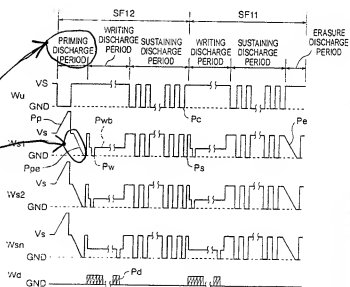 SF12 SF11
PRIMING DISCHARGE (PERIOD) WRITING DISCHARGE PERIOD SUSTAINING DISCHARGE PERIOD WRITING DISCHARGE PERIOD SUSTAINING DISCHARGE PERIOD ERASURE DISCHARGE PERIOD
VS
Wu
GND
Pp Pwb Pc Pe
Vs
Ws1
GND
Ppe Pw Ps
Vs
Ws2
GND
Vs
Wsn
GND
Pd
Wd GND